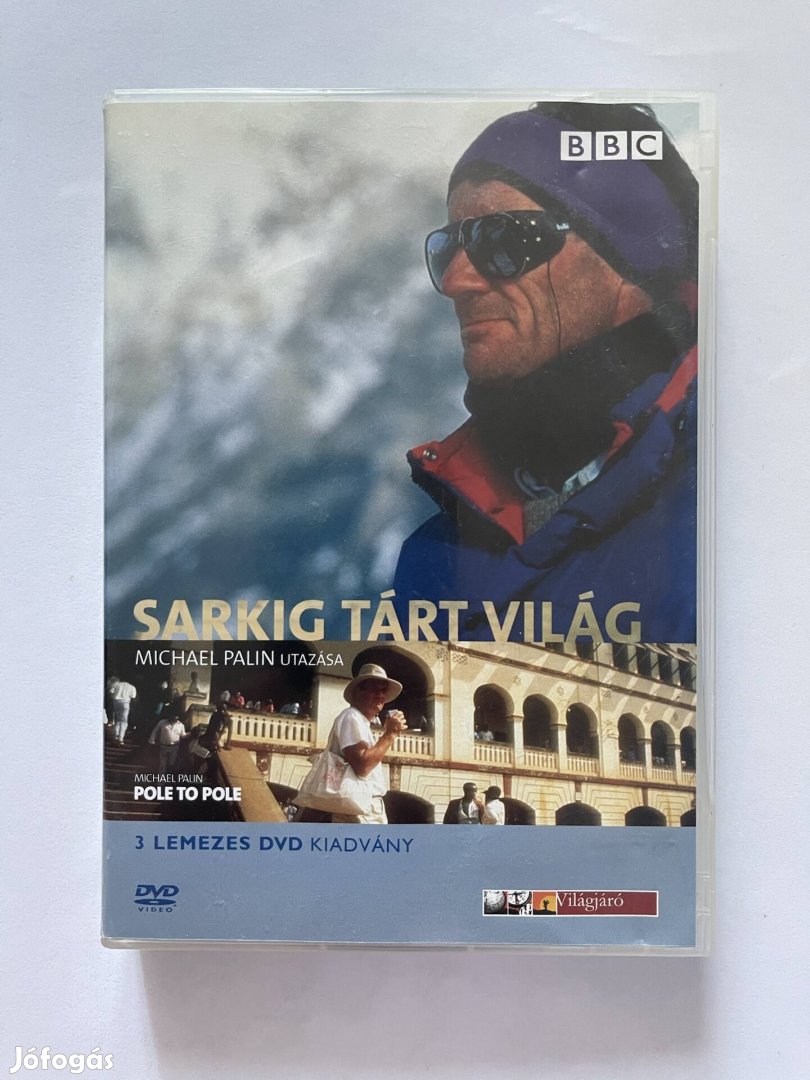 BBC
SARKIG TÁRT VILÁG
MICHAEL PALIN UTAZÁSA
MICHAEL PALIN
POLE TO POLE
3 LEMEZES DVD KIADVÁNY
DVD
VIDEO
Világjáró
Jófogás